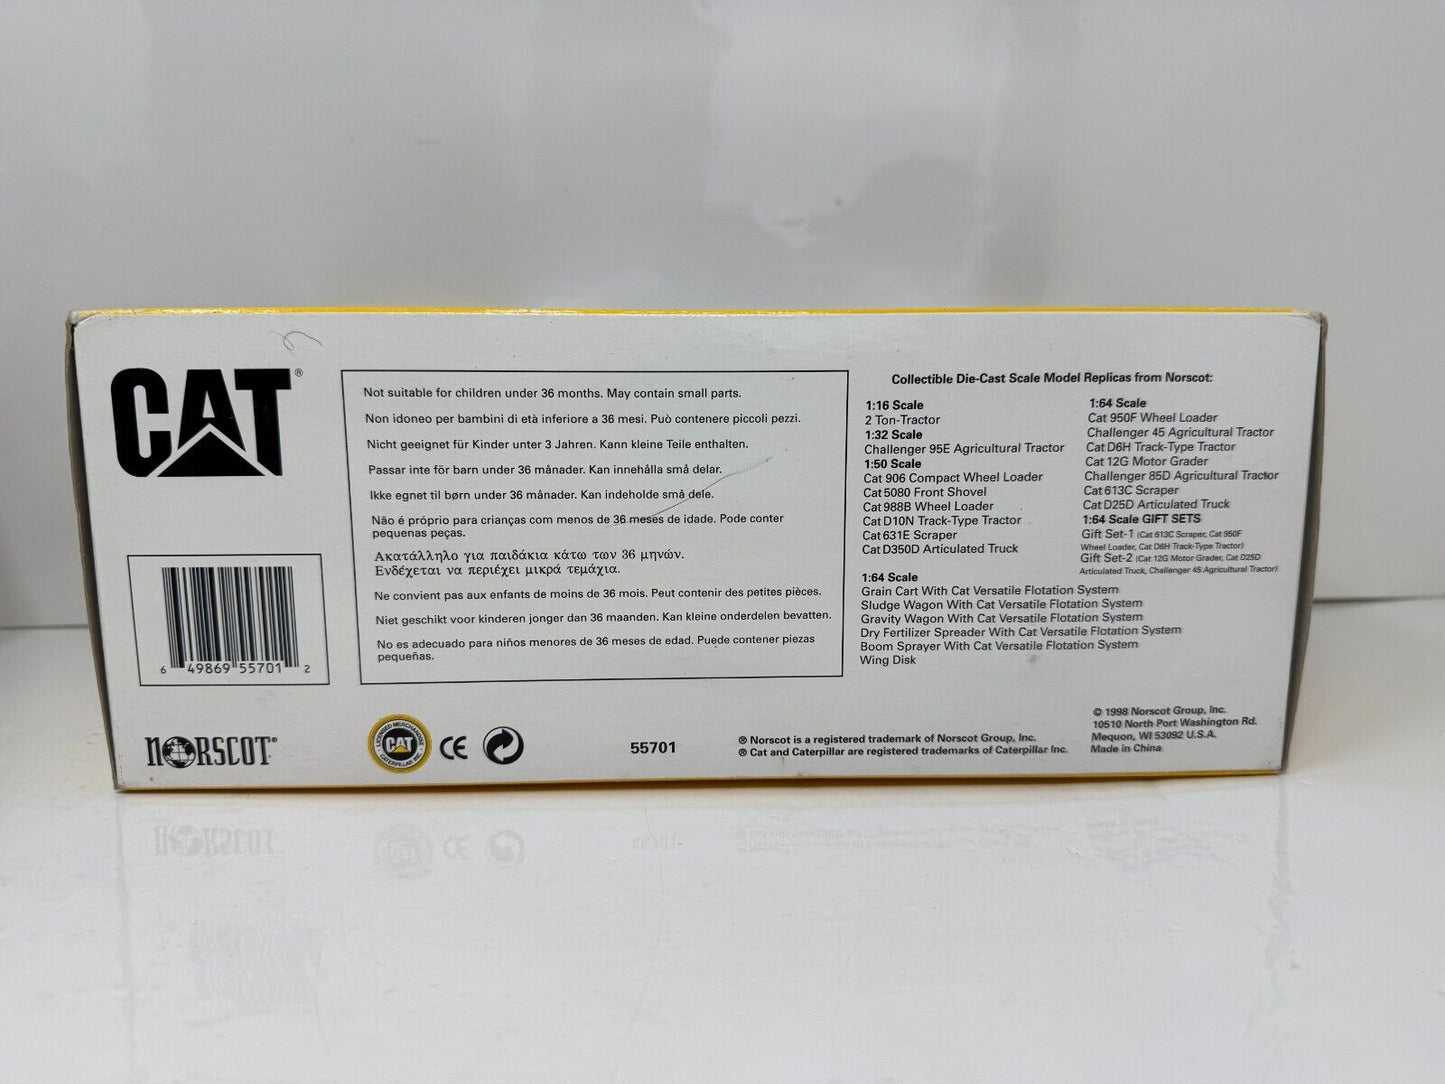 CAT®
Not suitable for children under 36 months. May contain small parts.
Non idoneo per bambini di età inferiore a 36 mesi. Può contenere piccoli pezzi.
Nicht geeignet für Kinder unter 3 Jahren. Kann kleine Teile enthalten.
Passar inte för barn under 36 månader. Kan innehålla små delar.
Ikke egnet til børn under 36 månader. Kan indeholde små dele.
Não é próprio para crianças com menos de 36 meses de idade. Pode conter
pequenas peças.
Ακατάλληλο για παιδάκια κάτω των 36 μηνών.
Ενδέχεται να περιέχει μικρά τεμάχια.
Ne convient pas aux enfants de moins de 36 mois. Peut contenir des petites pièces.
Niet geschikt voor kinderen jonger dan 36 maanden. Kan kleine onderdelen bevatten.
No es adecuado para niños menores de 36 meses de edad. Puede contener piezas
pequeñas.
6 49869 55701 2
Collectible Die-Cast Scale Model Replicas from Norscot:
1:16 Scale
2 Ton-Tractor
1:32 Scale
Challenger 95E Agricultural Tractor
1:50 Scale
Cat 906 Compact Wheel Loader
Cat 5080 Front Shovel
Cat 988B Wheel Loader
Cat D10N Track-Type Tractor
Cat 631E Scraper
Cat D350D Articulated Truck
1:64 Scale
Grain Cart With Cat Versatile Flotation System
Sludge Wagon With Cat Versatile Flotation System
Gravity Wagon With Cat Versatile Flotation System
Dry Fertilizer Spreader With Cat Versatile Flotation System
Boom Sprayer With Cat Versatile Flotation System
Wing Disk
1:64 Scale
Cat 950F Wheel Loader
Challenger 45 Agricultural Tractor
Cat D6H Track-Type Tractor
Cat 12G Motor Grader
Challenger 85D Agricultural Tractor
Cat 613C Scraper
Cat D25D Articulated Truck
1:64 Scale GIFT SETS
Gift Set-1 (Cat 613C Scraper, Cat 950F
Wheel Loader, Cat D6H Track-Type Tractor)
Gift Set-2 (Cat 12G Motor Grader, Cat D25D
Articulated Truck, Challenger 45 Agricultural Tractor)
NORSCOT®
LICENSED MERCHANDISE
CAT
CATERPILLAR INC.
CE
55701
® Norscot is a registered trademark of Norscot Group, Inc.
® Cat and Caterpillar are registered trademarks of Caterpillar Inc.
© 1998 Norscot Group, Inc.
10510 North Port Washington Rd.
Mequon, WI 53092 U.S.A.
Made in China